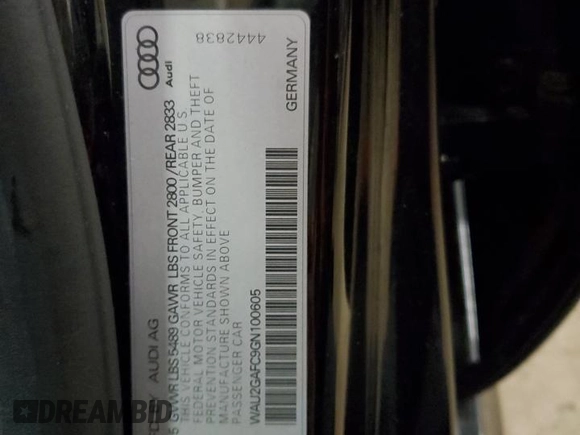 D BY AUDI AG
5 GVWR LBS 5489 GAWR LBS FRONT 2800 / REAR 2833
THIS VEHICLE CONFORMS TO ALL APPLICABLE U S
FEDERAL MOTOR VEHICLE SAFETY, BUMPER AND THEFT
PREVENTION STANDARDS IN EFFECT ON THE DATE OF
MANUFACTURE SHOWN ABOVE
PASSENGER CAR
WAU2GAFC9GN100605
Audi
4442838
GERMANY
DREAMBID